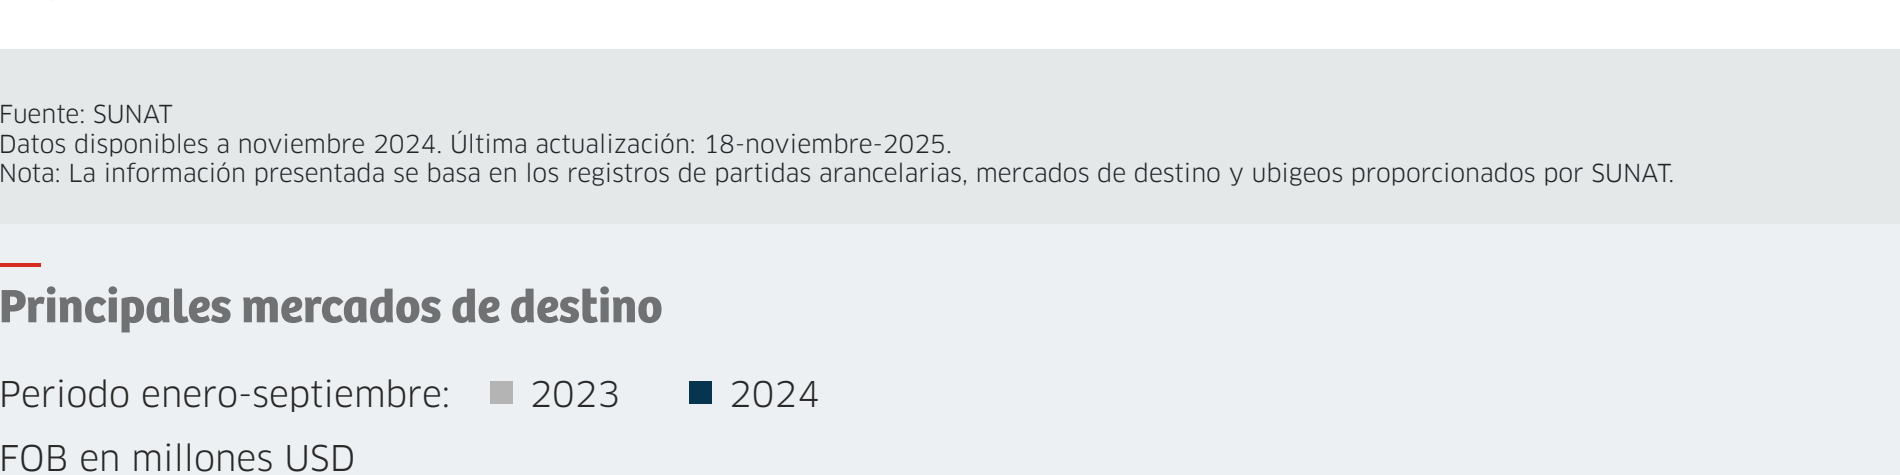 Fuente: SUNAT
Datos disponibles a noviembre 2024. Última actualización: 18-noviembre-2025.
Nota: La información presentada se basa en los registros de partidas arancelarias, mercados de destino y ubigeos proporcionados por SUNAT.
Principales mercados de destino
Periodo enero-septiembre: 2023 2024
FOB en millones USD